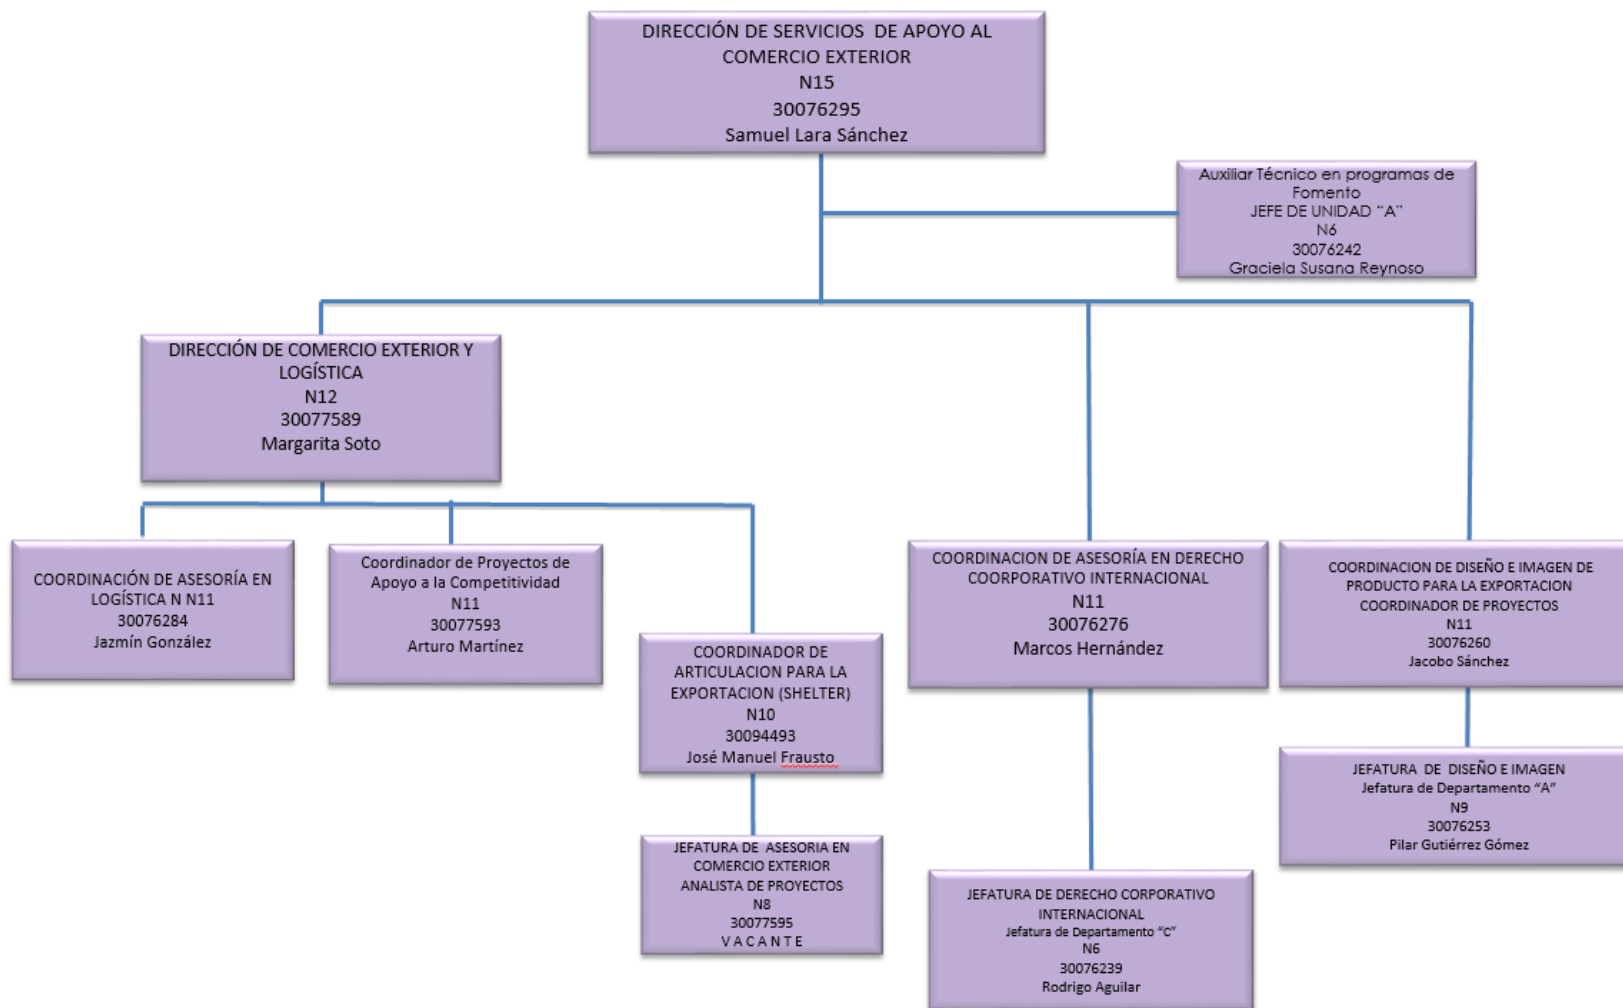 DIRECCIÓN DE SERVICIOS  DE APOYO AL
COMERCIO EXTERIOR
N15
30076295
Samuel Lara Sánchez
Auxiliar Técnico en programas de
Fomento
JEFE DE UNIDAD “A”
N6
30076242
Graciela Susana Reynoso
DIRECCIÓN DE COMERCIO EXTERIOR Y
LOGÍSTICA
N12
30077589
Margarita Soto
COORDINACIÓN DE ASESORÍA EN
LOGÍSTICA N N11
30076284
Jazmín González
Coordinador de Proyectos de
Apoyo a la Competitividad
N11
30077593
Arturo Martínez
COORDINADOR DE
ARTICULACION PARA LA
EXPORTACION (SHELTER)
N10
30094493
José Manuel Frausto
JEFATURA DE  ASESORIA EN
COMERCIO EXTERIOR
ANALISTA DE PROYECTOS
N8
30077595
V A C A N T E
COORDINACION DE ASESORÍA EN DERECHO
COORPORATIVO INTERNACIONAL
N11
30076276
Marcos Hernández
JEFATURA DE DERECHO CORPORATIVO
INTERNACIONAL
Jefatura de Departamento “C”
N6
30076239
Rodrigo Aguilar
COORDINACION DE DISEÑO E IMAGEN DE
PRODUCTO PARA LA EXPORTACION
COORDINADOR DE PROYECTOS
N11
30076260
Jacobo Sánchez
JEFATURA  DE  DISEÑO E IMAGEN
Jefatura de Departamento “A”
N9
30076253
Pilar Gutiérrez Gómez